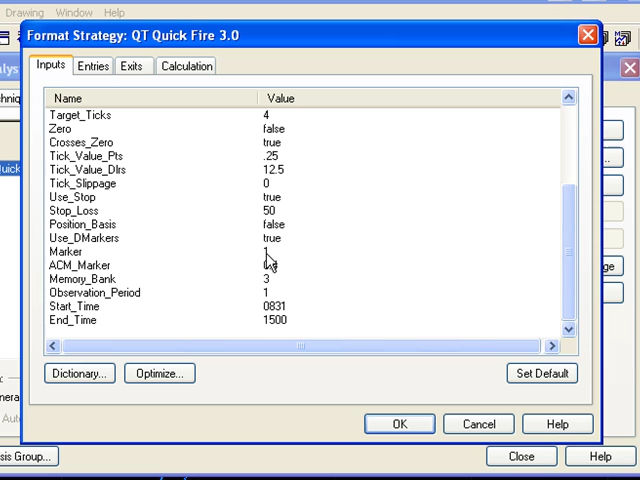 Drawing Window Help
Format Strategy: QT Quick Fire 3.0
Inputs Entries Exits Calculation
Name Value
Target_Ticks 4
Zero false
Crosses_Zero true
Tick_Value_Pts .25
Tick_Value_Dlrs 12.5
Tick_Slippage 0
Use_Stop true
Stop_Loss 50
Position_Basis false
Use_DMarkers true
Marker 1
ACM_Marker
Memory_Bank 3
Observation_Period 1
Start_Time 0831
End_Time 1500
Dictionary... Optimize... Set Default
OK Cancel Help
Close Help